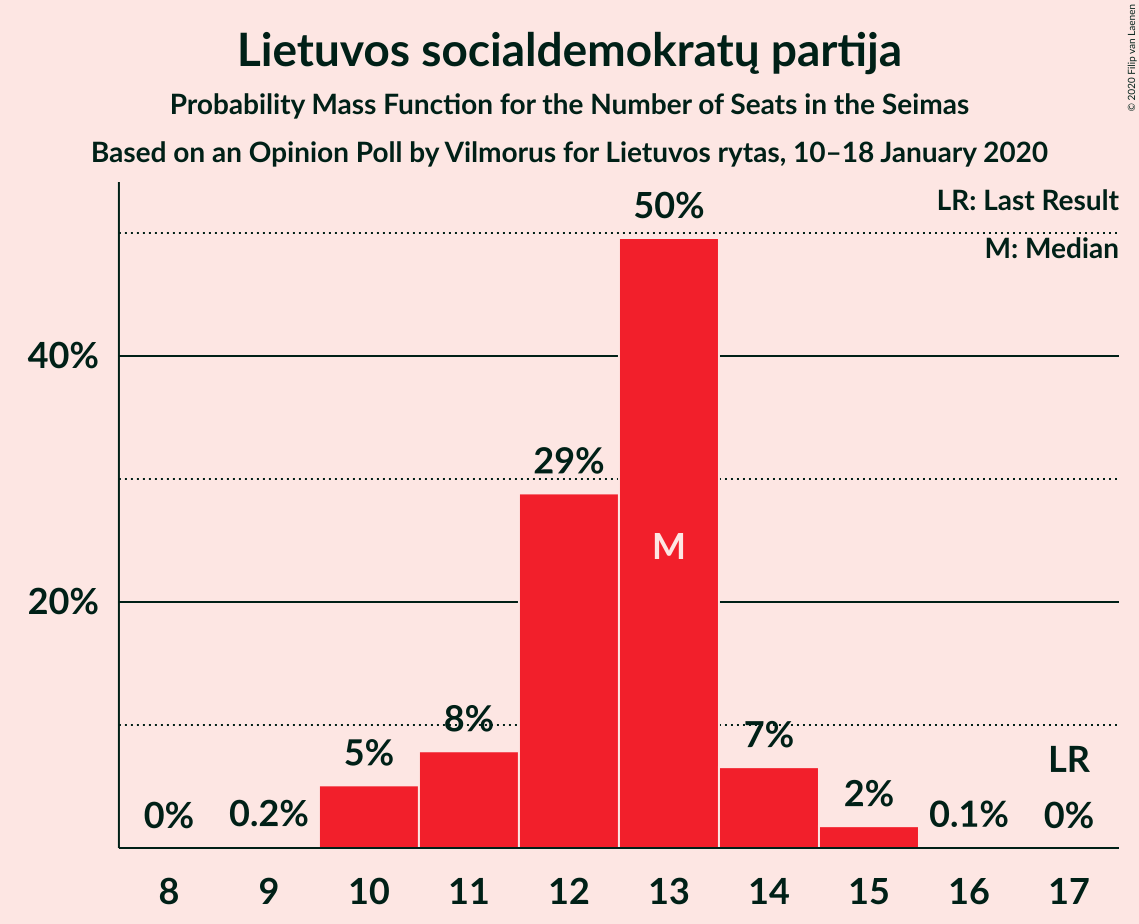 Lietuvos socialdemokratų partija
Probability Mass Function for the Number of Seats in the Seimas
Based on an Opinion Poll by Vilmorus for Lietuvos rytas, 10–18 January 2020
© 2020 Filip van Laenen
LR: Last Result
M: Median
50%
40%
29%
M
20%
8%
7%
5%
LR
2%
0%
0.2%
0.1%
0%
8 9 10 11 12 13 14 15 16 17